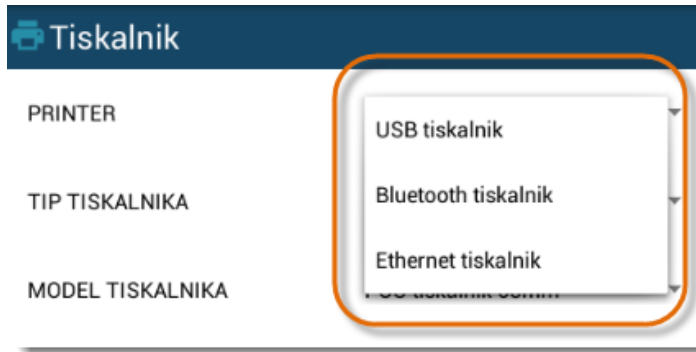 Tiskalnik
PRINTER
USB tiskalnik
TIP TISKALNIKA
Bluetooth tiskalnik
Ethernet tiskalnik
MODEL TISKALNIKA